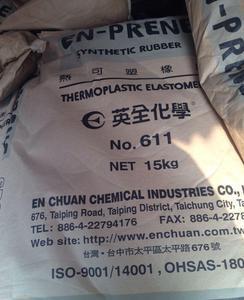 EN-PREN
SYNTHETIC RUBBER
熱可塑橡
THERMOPLASTIC ELASTOME
英全化學
No. 611
NET 15kg
EN CHUAN CHEMICAL INDUSTRIES CO.,
676, Taiping Road, Taiping District, Taichung City, Ta
TEL: 886-4-22794176 FAX: 886-4-227
Web site: http://www.enchuan.com.tw
台灣・台中市太平區太平路676號
ISO-9001/14001, OHSAS-180